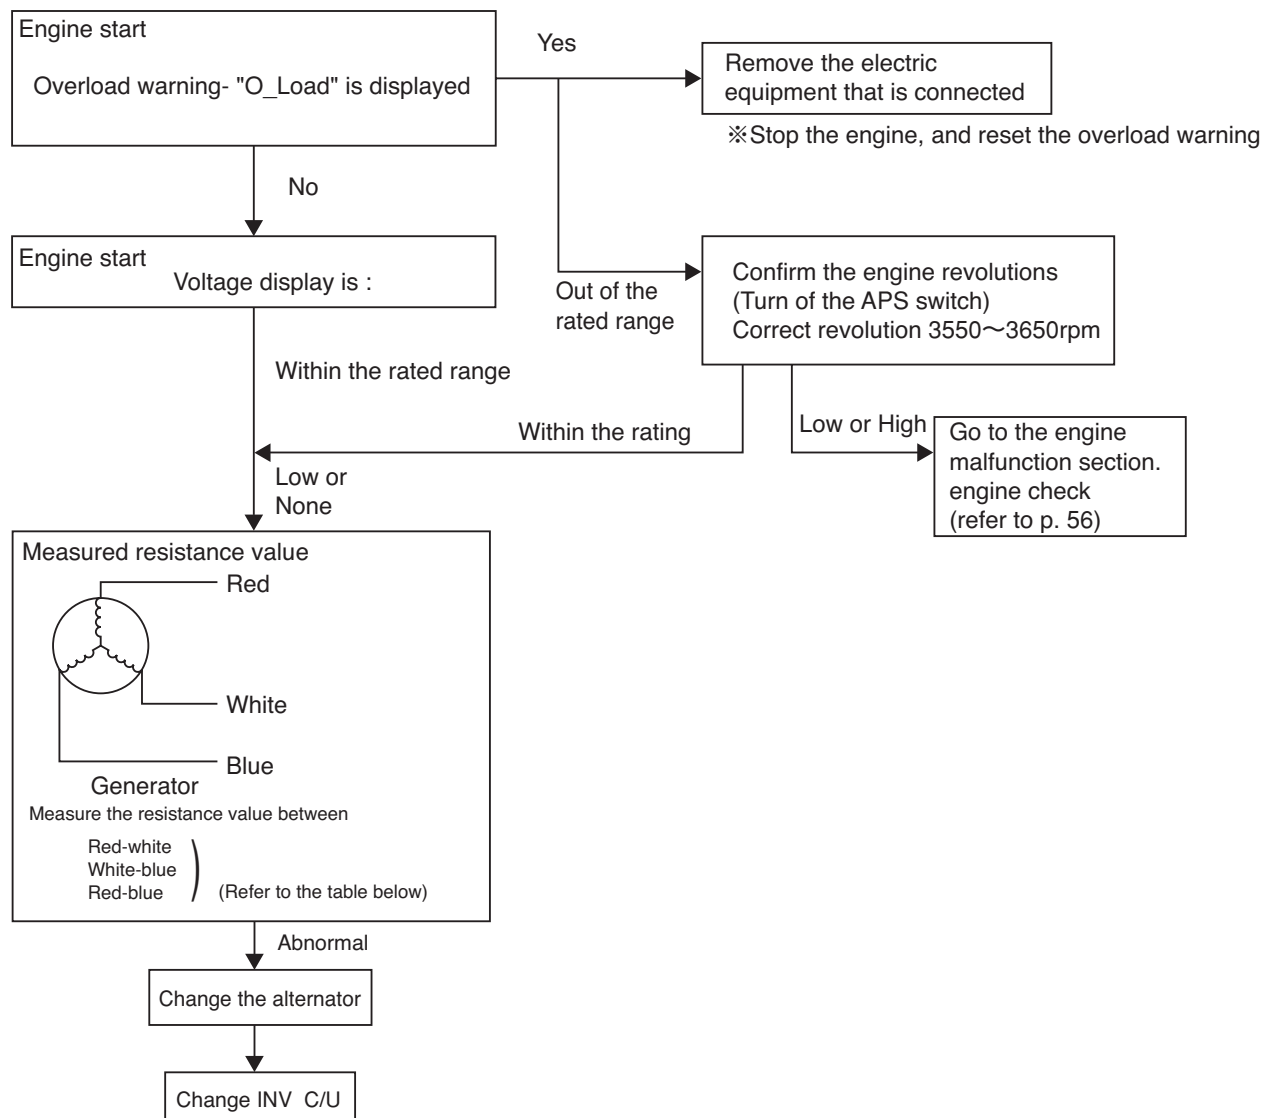 Engine start
Overload warning- "O_Load" is displayed
Yes
Remove the electric
equipment that is connected
※Stop the engine, and reset the overload warning
No
Engine start
Voltage display is :
Out of the
rated range
Confirm the engine revolutions
(Turn of the APS switch)
Correct revolution 3550〜3650rpm
Within the rated range
Within the rating
Low or High
Go to the engine
malfunction section.
engine check
(refer to p. 56)
Low or
None
Measured resistance value
Red
White
Blue
Generator
Measure the resistance value between
Red-white
White-blue
Red-blue
(Refer to the table below)
Abnormal
Change the alternator
Change INV C/U